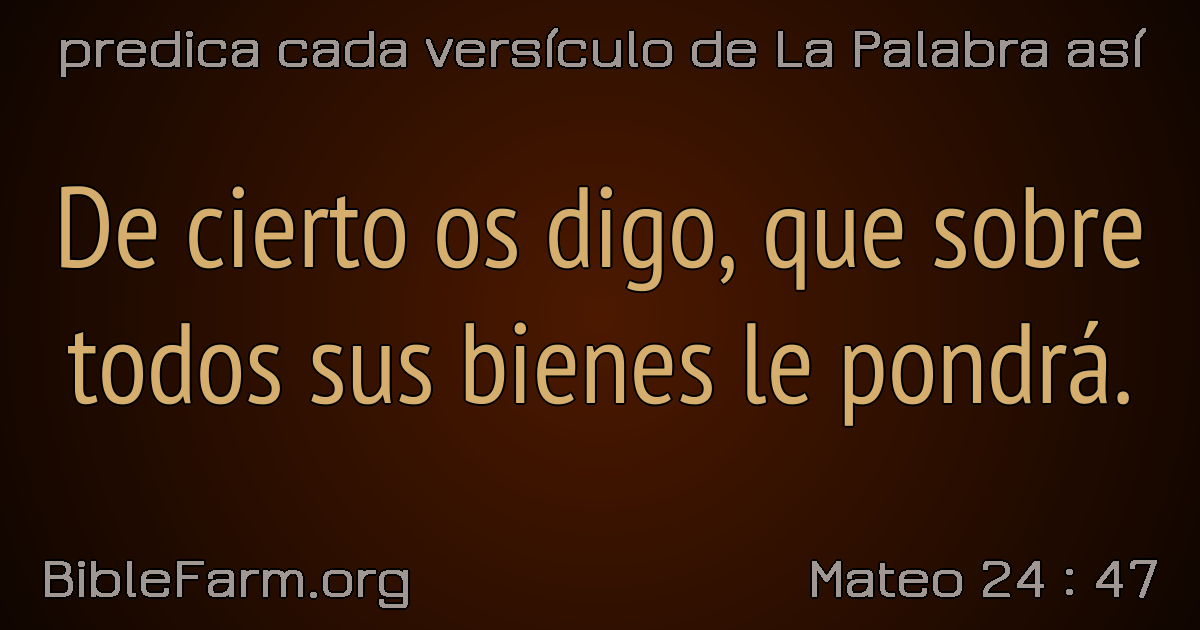 predica cada versículo de La Palabra así
De cierto os digo, que sobre
todos sus bienes le pondrá.
BibleFarm.org
Mateo 24 : 47